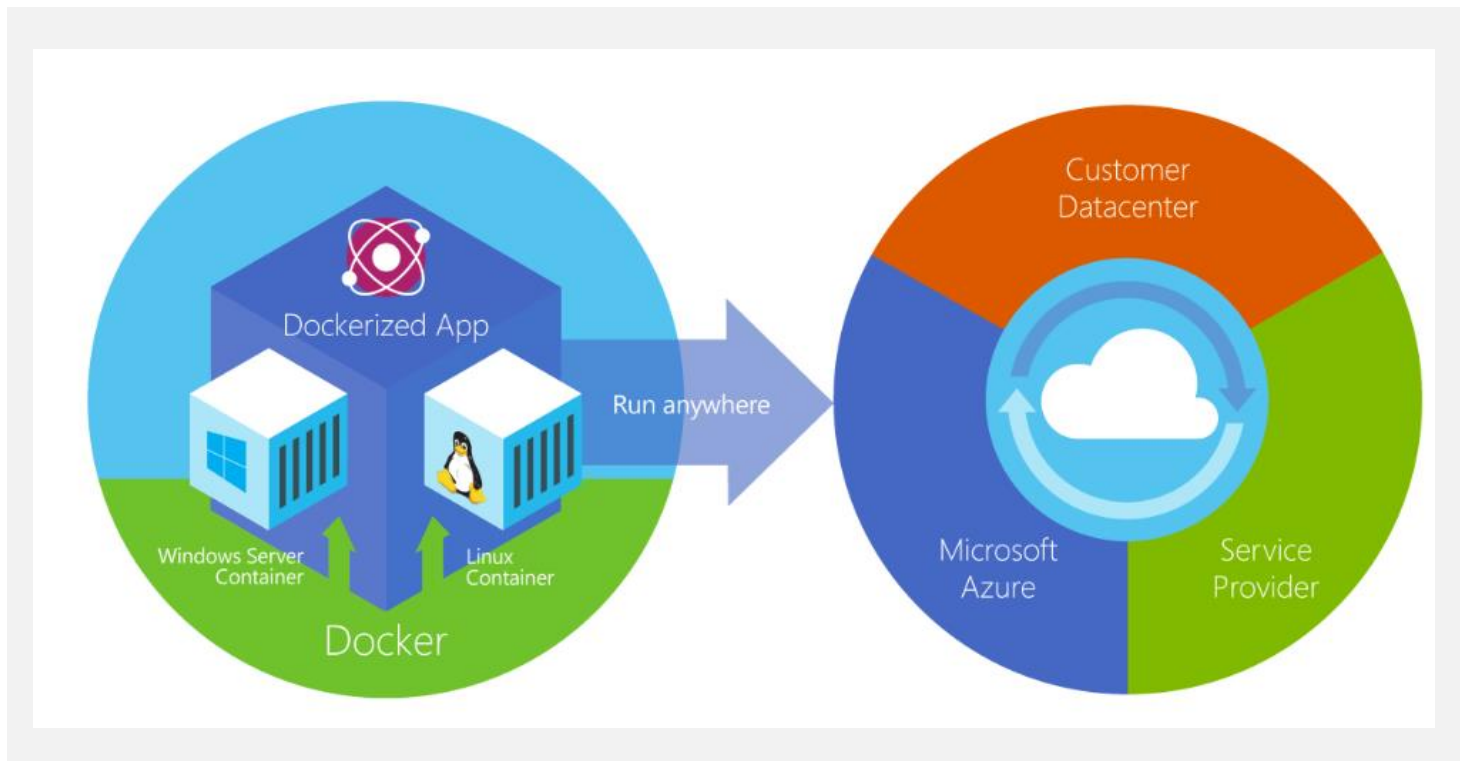 Dockerized App
Windows Server
Container
Linux
Container
Docker
Run anywhere
Customer
Datacenter
Microsoft
Azure
Service
Provider